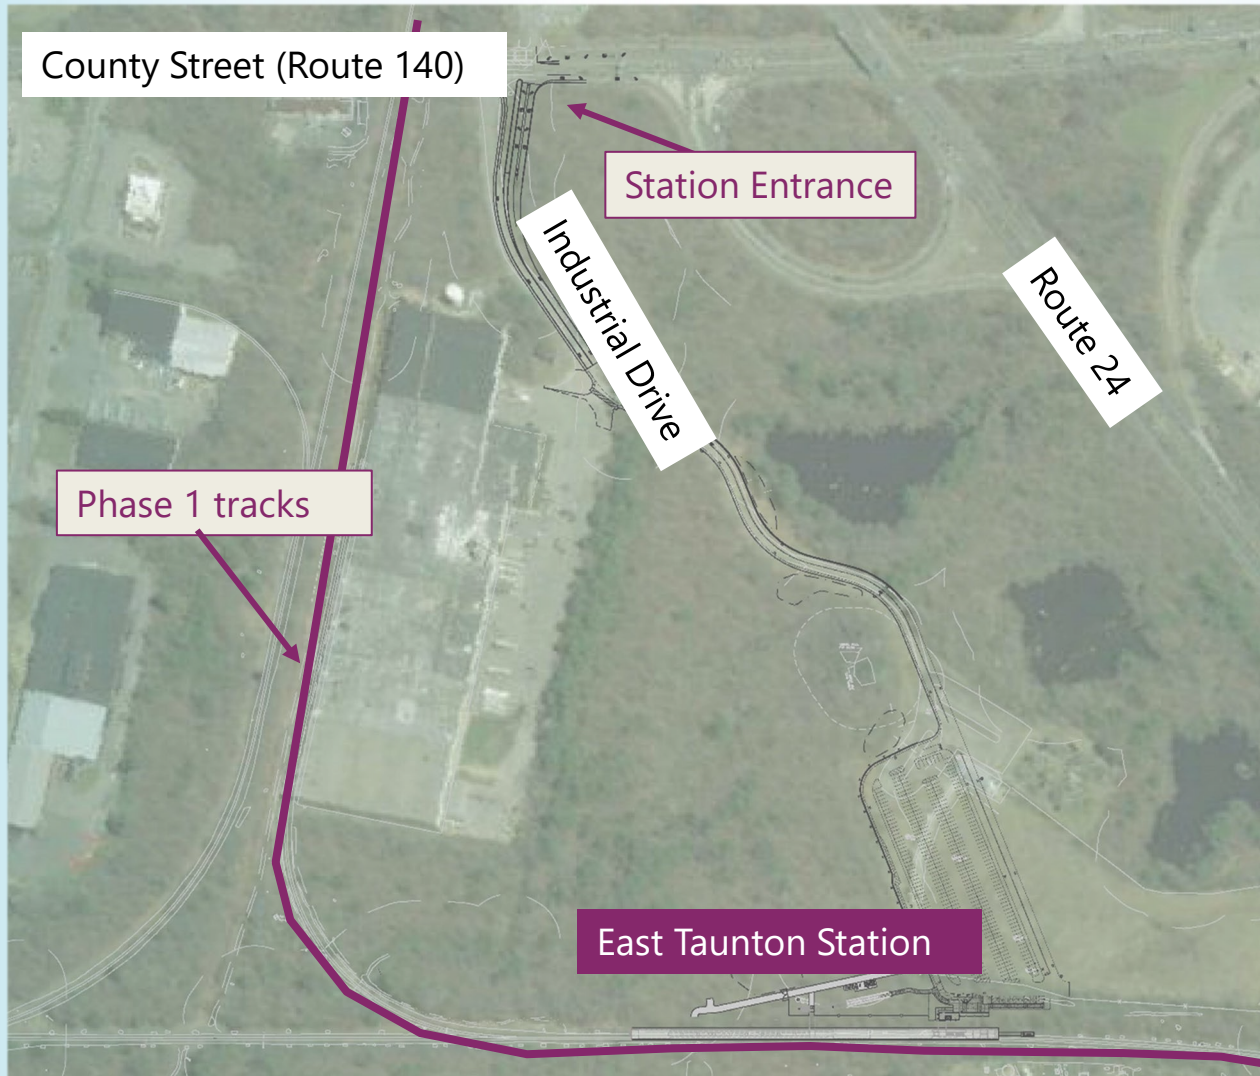 County Street (Route 140)
Station Entrance
Industrial Drive
Route 24
Phase 1 tracks
East Taunton Station